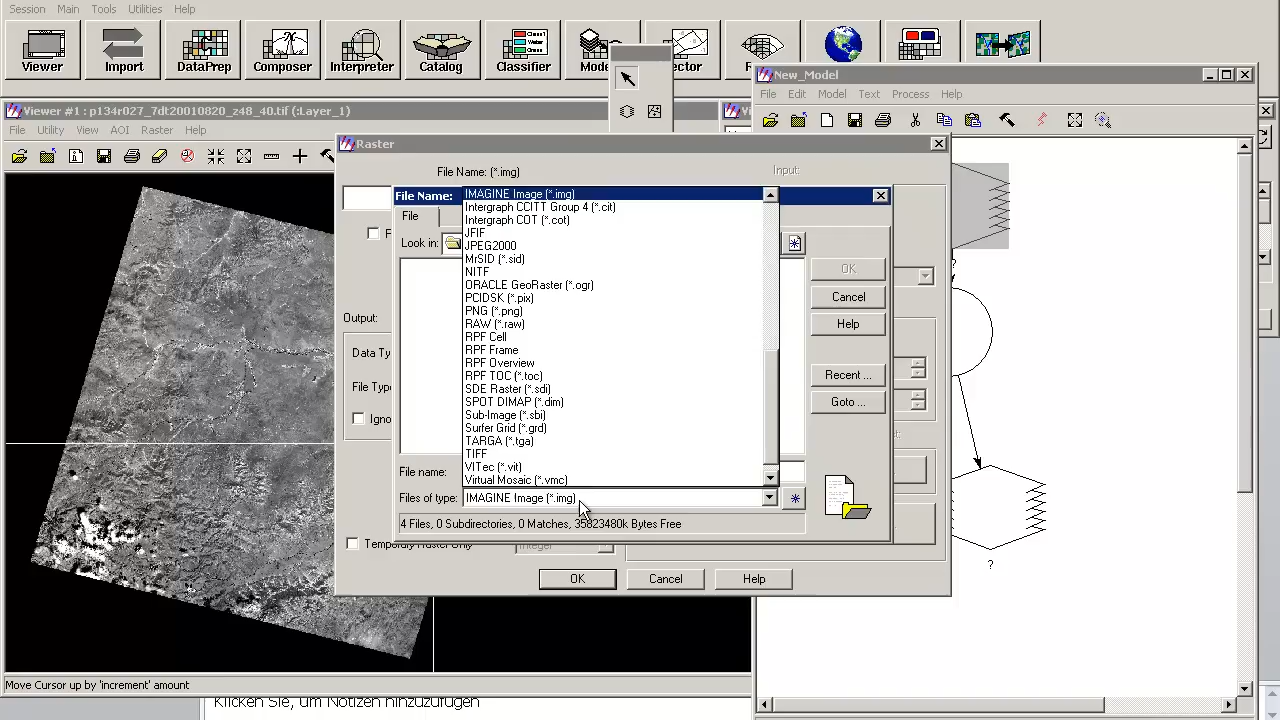 Session Main Tools Utilities Help
Viewer Import DataPrep Composer Interpreter Catalog Classifier
New_Model
File Edit Model Text Process Help
Viewer #1 : p134r027_7dt20010820_z48_40.tif (:Layer_1)
File Utility View AOI Raster Help
Raster
File Name: (*.img)
Input:
File Name:
File
Look in:
IMAGINE Image (*.img)
Intergraph CCITT Group 4 (*.cit)
Intergraph COT (*.cot)
JFIF
JPEG2000
MrSID (*.sid)
NITF
ORACLE GeoRaster (*.ogr)
PCIDSK (*.pix)
PNG (*.png)
RAW (*.raw)
RPF Cell
RPF Frame
RPF Overview
RPF TOC (*.toc)
SDE Raster (*.sdi)
SPOT DIMAP (*.dim)
Sub-Image (*.sbi)
Surfer Grid (*.grd)
TARGA (*.tga)
TIFF
VITec (*.vit)
Virtual Mosaic (*.vmc)
OK
Cancel
Help
Recent ...
Goto ...
Output:
Data Ty
File Type
Igno
File name:
Files of type: IMAGINE Image (*.img)
4 Files, 0 Subdirectories, 0 Matches, 35823480k Bytes Free
Temporary Raster Only
Integer
OK Cancel Help
?
Move Cursor up by 'increment' amount
Klicken Sie, um Notizen hinzuzufügen